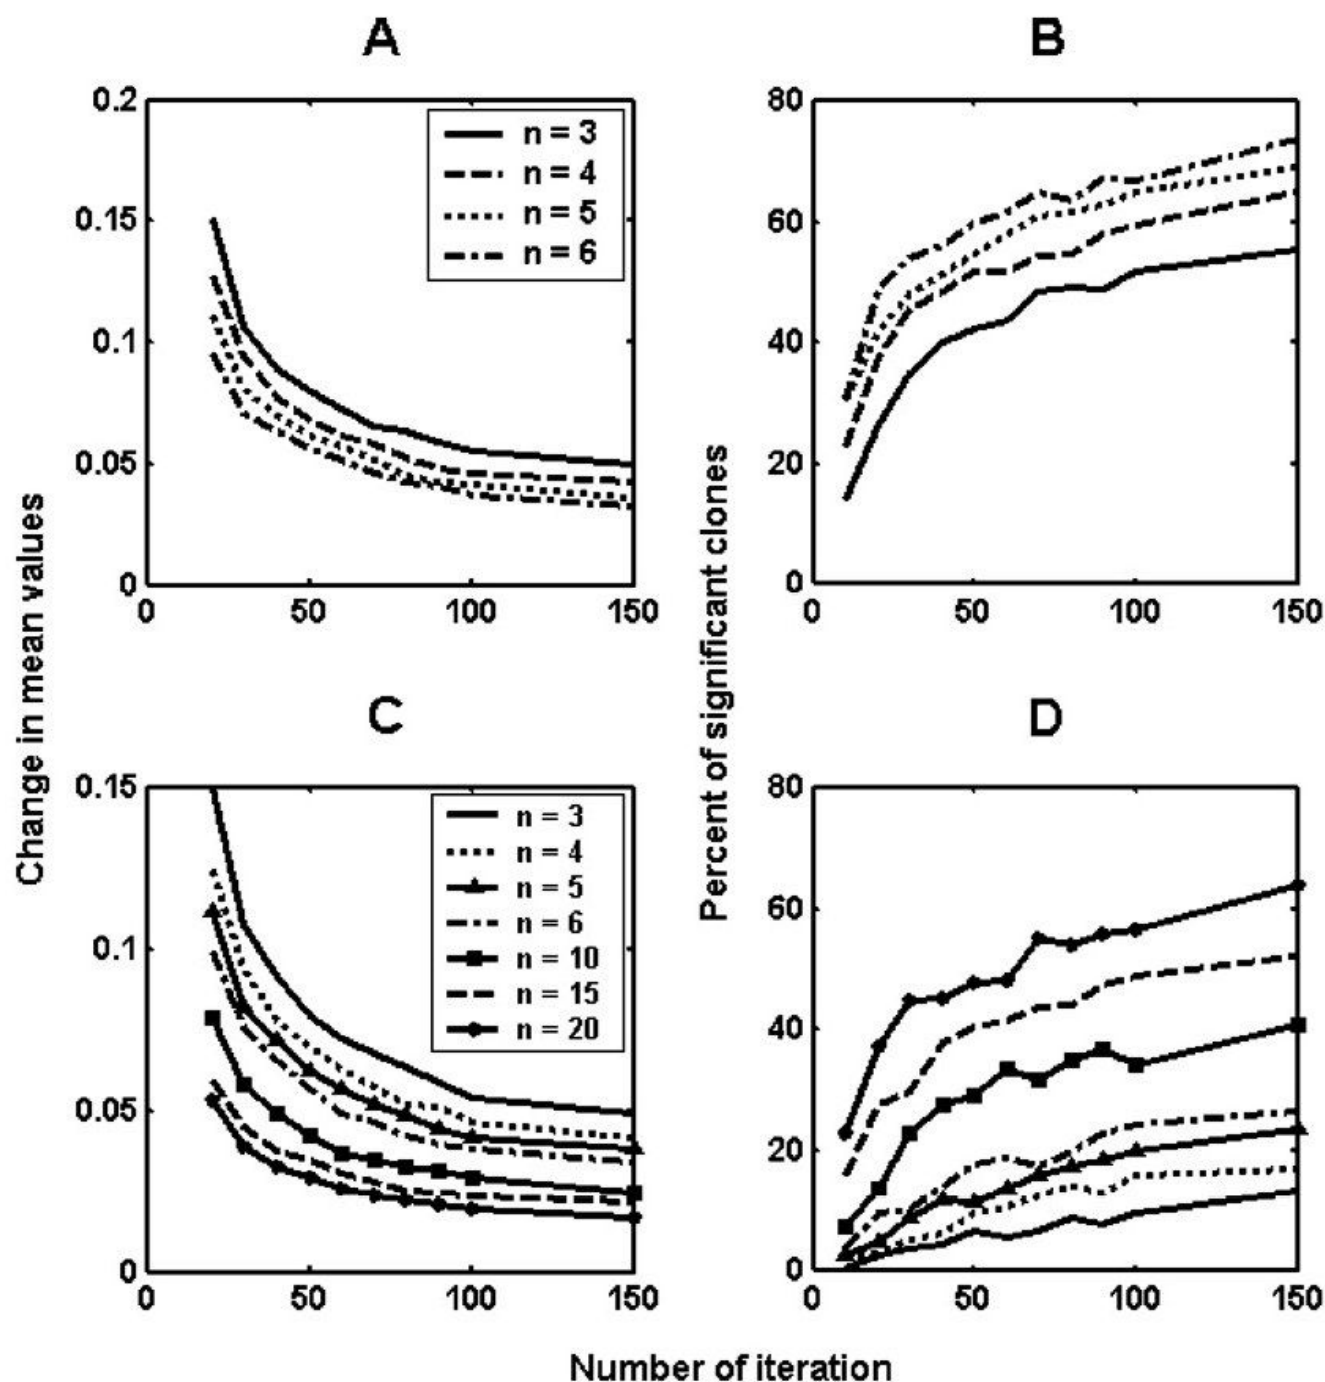 A
B
0.2
0.15
0.1
0.05
0
0
50
100
150
n = 3
n = 4
n = 5
n = 6
80
60
40
20
0
0
50
100
150
Change in mean values
Percent of significant clones
C
D
0.15
0.1
0.05
0
0
50
100
150
n = 3
n = 4
n = 5
n = 6
n = 10
n = 15
n = 20
80
60
40
20
0
0
50
100
150
Number of iteration